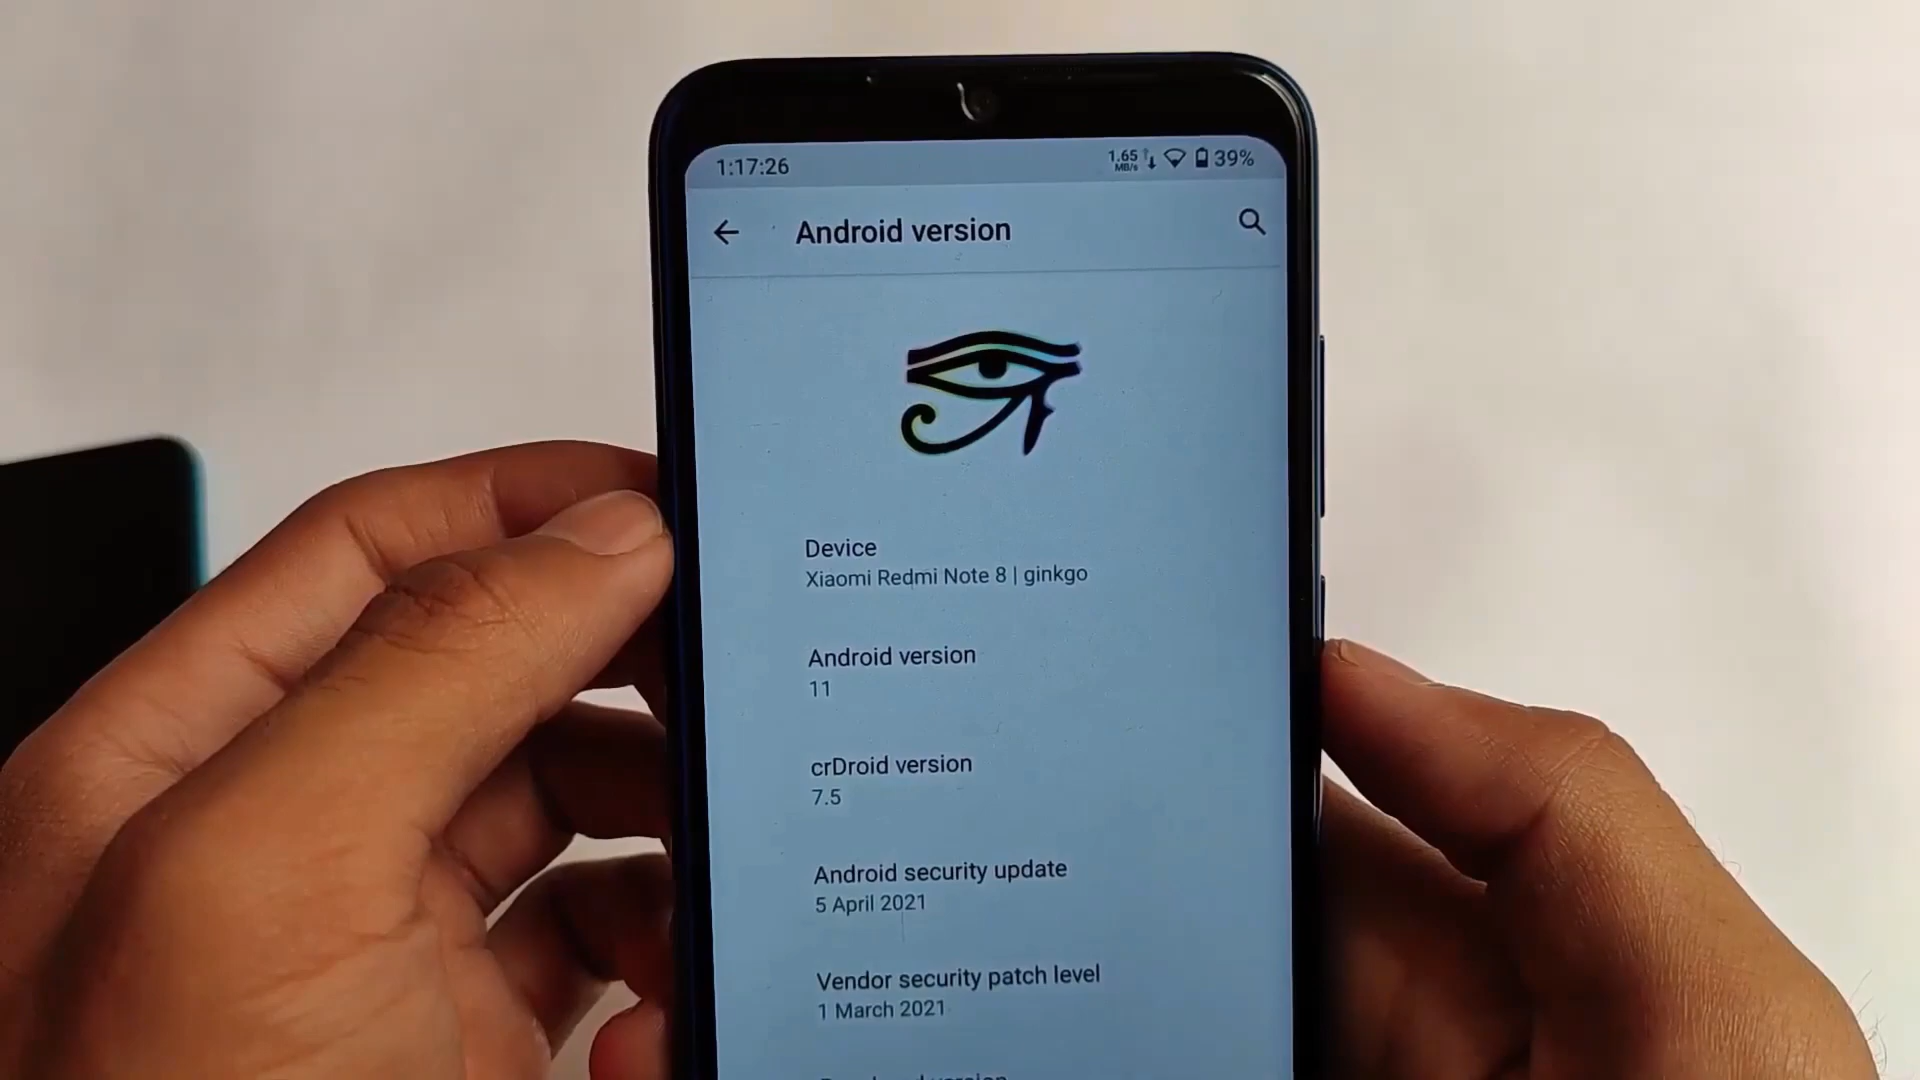 1:17:26
1.65 MB/s 39%
Android version
Device
Xiaomi Redmi Note 8 | ginkgo
Android version
11
crDroid version
7.5
Android security update
5 April 2021
Vendor security patch level
1 March 2021